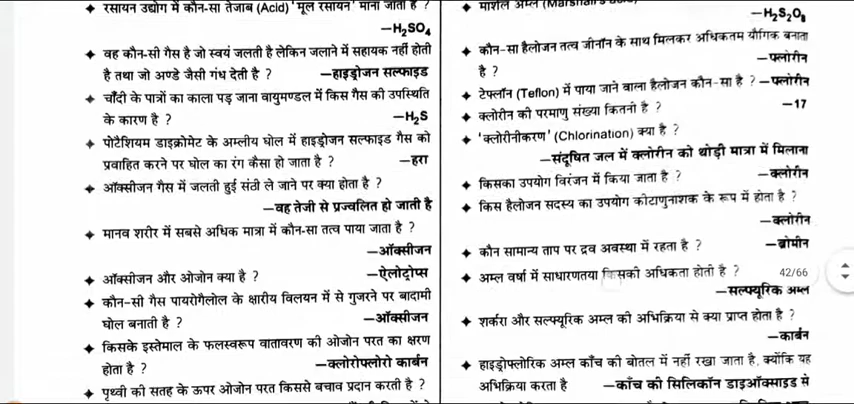 ✦ रसायन उद्योग में कौन-सा तेजाब (Acid) 'मूल रसायन' माना जाता है ?
—H₂SO₄
✦ वह कौन-सी गैस है जो स्वयं जलती है लेकिन जलाने में सहायक नहीं होती
है तथा जो अण्डे जैसी गंध देती है ? —हाइड्रोजन सल्फाइड
✦ चाँदी के पात्रों का काला पड़ जाना वायुमण्डल में किस गैस की उपस्थिति
के कारण है ? —H₂S
✦ पोटैशियम डाइक्रोमेट के अम्लीय घोल में हाइड्रोजन सल्फाइड गैस को
प्रवाहित करने पर घोल का रंग कैसा हो जाता है ? —हरा
✦ ऑक्सीजन गैस में जलती हुई संठी ले जाने पर क्या होता है ?
—वह तेजी से प्रज्वलित हो जाती है
✦ मानव शरीर में सबसे अधिक मात्रा में कौन-सा तत्व पाया जाता है ?
—ऑक्सीजन
✦ ऑक्सीजन और ओजोन क्या है ? —ऐलोट्रोप्स
✦ कौन-सी गैस पायरोगैलोल के क्षारीय विलयन में से गुजरने पर बादामी
घोल बनाती है ? —ऑक्सीजन
✦ किसके इस्तेमाल के फलस्वरूप वातावरण की ओजोन परत का क्षरण
होता है ? —क्लोरोफ्लोरो कार्बन
✦ पृथ्वी की सतह के ऊपर ओजोन परत किससे बचाव प्रदान करती है ?
✦ मार्शल अम्ल (Marshall's
—H₂S₂O₈
✦ कौन-सा हैलोजन तत्व जीनॉन के साथ मिलकर अधिकतम यौगिक बनाता
है ? —फ्लोरीन
✦ टेफ्लॉन (Teflon) में पाया जाने वाला हैलोजन कौन-सा है ? —फ्लोरीन
✦ क्लोरीन की परमाणु संख्या कितनी है ? —17
✦ 'क्लोरीनीकरण' (Chlorination) क्या है ?
—संदूषित जल में क्लोरीन को थोड़ी मात्रा में मिलाना
✦ किसका उपयोग विरंजन में किया जाता है ? —क्लोरीन
✦ किस हैलोजन सदस्य का उपयोग कीटाणुनाशक के रूप में होता है ?
—क्लोरीन
✦ कौन सामान्य ताप पर द्रव अवस्था में रहता है ? —ब्रोमीन
✦ अम्ल वर्षा में साधारणतया किसकी अधिकता होती है ? 42/66
—सल्फ्यूरिक अम्ल
✦ शर्करा और सल्फ्यूरिक अम्ल की अभिक्रिया से क्या प्राप्त होता है ?
—कार्बन
✦ हाइड्रोफ्लोरिक अम्ल काँच की बोतल में नहीं रखा जाता है, क्योंकि यह
अभिक्रिया करता है —काँच की सिलिकॉन डाइऑक्साइड से